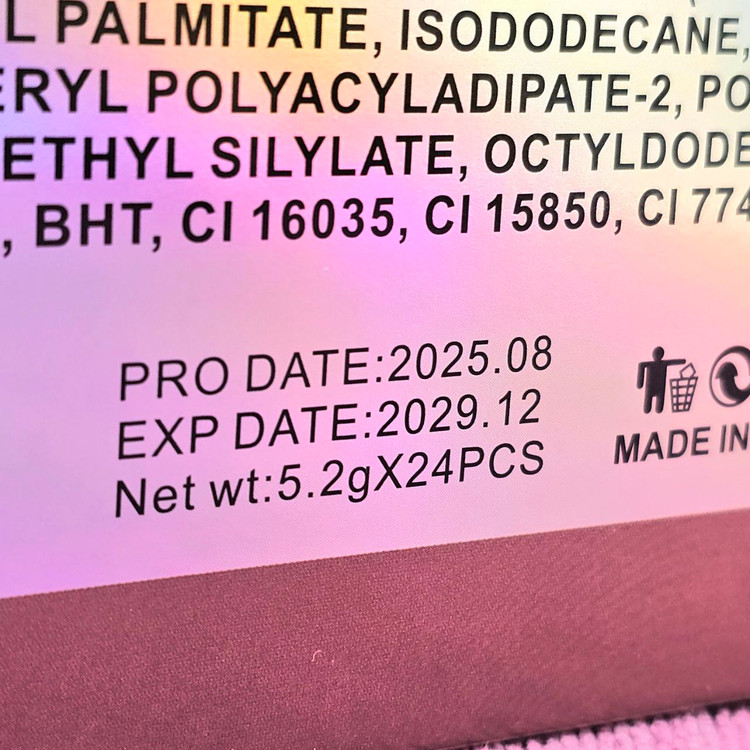 L PALMITATE, ISODODECANE,
ERYL POLYACYLADIPATE-2, PO
ETHYL SILYLATE, OCTYLDODE
, BHT, CI 16035, CI 15850, CI 774
PRO DATE:2025.08
EXP DATE:2029.12
Net wt:5.2gX24PCS
MADE IN